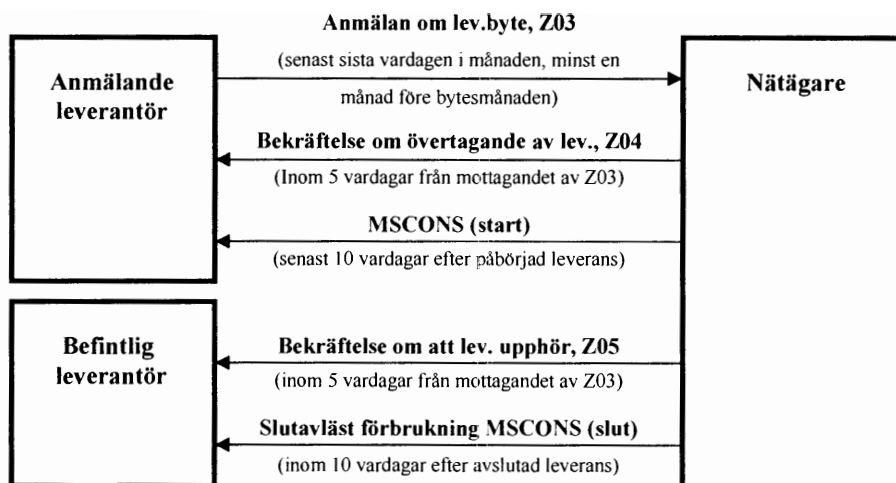 Anmälan om lev.byte, Z03
(senast sista vardagen i månaden, minst en
månad före bytesmånaden)
Anmälande
leverantör
Nätägare
Bekräftelse om övertagande av lev., Z04
(Inom 5 vardagar från mottagandet av Z03)
MSCONS (start)
(senast 10 vardagar efter påbörjad leverans)
Befintlig
leverantör
Bekräftelse om att lev. upphör, Z05
(inom 5 vardagar från mottagandet av Z03)
Slutavläst förbrukning MSCONS (slut)
(inom 10 vardagar efter avslutad leverans)